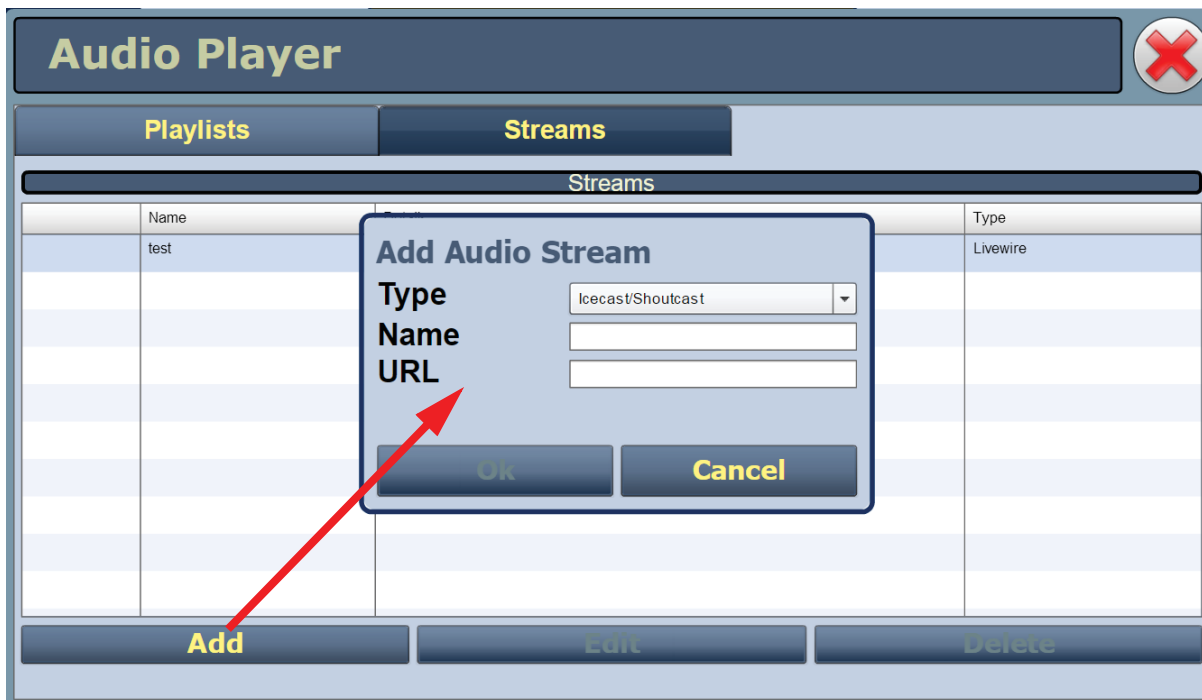 Audio Player
Playlists Streams
Streams
Name Type
test Livewire
Add Audio Stream
Type Icecast/Shoutcast
Name
URL
Ok Cancel
Add Edit Delete